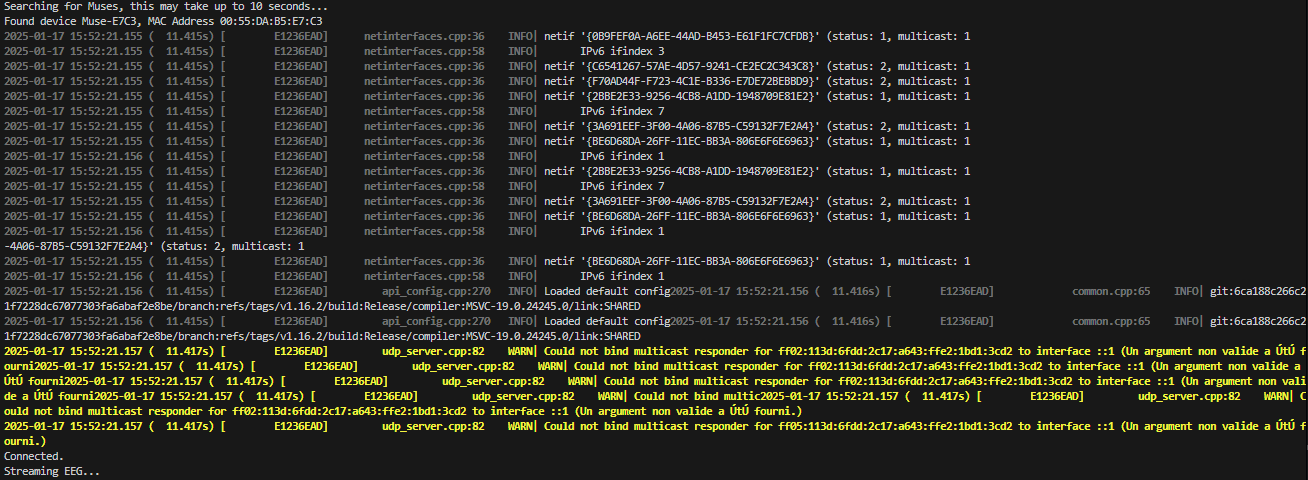 Searching for Muses, this may take up to 10 seconds...
Found device Muse-E7C3, MAC Address 00:55:DA:B5:E7:C3
2025-01-17 15:52:21.155 (  11.415s) [        E1236EAD]      netinterfaces.cpp:36    INFO| netif '{0B9FEF0A-A6EE-44AD-B453-E61F1FC7CFDB}' (status: 1, multicast: 1
2025-01-17 15:52:21.155 (  11.415s) [        E1236EAD]      netinterfaces.cpp:58    INFO|       IPv6 ifindex 3
2025-01-17 15:52:21.155 (  11.415s) [        E1236EAD]      netinterfaces.cpp:36    INFO| netif '{C6541267-57AE-4D57-9241-CE2EC2C343C8}' (status: 2, multicast: 1
2025-01-17 15:52:21.155 (  11.415s) [        E1236EAD]      netinterfaces.cpp:36    INFO| netif '{F70AD44F-F723-4C1E-B336-E7DE72BEBBD9}' (status: 2, multicast: 1
2025-01-17 15:52:21.155 (  11.415s) [        E1236EAD]      netinterfaces.cpp:36    INFO| netif '{2BBE2E33-9256-4CB8-A1DD-1948709E81E2}' (status: 1, multicast: 1
2025-01-17 15:52:21.155 (  11.415s) [        E1236EAD]      netinterfaces.cpp:58    INFO|       IPv6 ifindex 7
2025-01-17 15:52:21.155 (  11.415s) [        E1236EAD]      netinterfaces.cpp:36    INFO| netif '{3A691EEF-3F00-4A06-87B5-C59132F7E2A4}' (status: 2, multicast: 1
2025-01-17 15:52:21.155 (  11.415s) [        E1236EAD]      netinterfaces.cpp:36    INFO| netif '{BE6D68DA-26FF-11EC-BB3A-806E6F6E6963}' (status: 1, multicast: 1
2025-01-17 15:52:21.155 (  11.415s) [        E1236EAD]      netinterfaces.cpp:58    INFO|       IPv6 ifindex 1
2025-01-17 15:52:21.155 (  11.415s) [        E1236EAD]      netinterfaces.cpp:36    INFO| netif '{2BBE2E33-9256-4CB8-A1DD-1948709E81E2}' (status: 1, multicast: 1
2025-01-17 15:52:21.155 (  11.415s) [        E1236EAD]      netinterfaces.cpp:58    INFO|       IPv6 ifindex 7
2025-01-17 15:52:21.155 (  11.415s) [        E1236EAD]      netinterfaces.cpp:36    INFO| netif '{3A691EEF-3F00-4A06-87B5-C59132F7E2A4}' (status: 2, multicast: 1
2025-01-17 15:52:21.155 (  11.415s) [        E1236EAD]      netinterfaces.cpp:36    INFO| netif '{BE6D68DA-26FF-11EC-BB3A-806E6F6E6963}' (status: 1, multicast: 1
2025-01-17 15:52:21.155 (  11.415s) [        E1236EAD]      netinterfaces.cpp:58    INFO|       IPv6 ifindex 1
-4A06-87B5-C59132F7E2A4}' (status: 2, multicast: 1
2025-01-17 15:52:21.155 (  11.415s) [        E1236EAD]      netinterfaces.cpp:36    INFO| netif '{BE6D68DA-26FF-11EC-BB3A-806E6F6E6963}' (status: 1, multicast: 1
2025-01-17 15:52:21.155 (  11.415s) [        E1236EAD]      netinterfaces.cpp:58    INFO|       IPv6 ifindex 1
2025-01-17 15:52:21.156 (  11.415s) [        E1236EAD]         api_config.cpp:270   INFO| Loaded default config2025-01-17 15:52:21.156 (  11.416s) [        E1236EAD]             common.cpp:65    INFO| git:6ca188c266c2
1f7228dc67077303fa6abaf2e8be/branch:refs/tags/v1.16.2/build:Release/compiler:MSVC-19.0.24245.0/link:SHARED
2025-01-17 15:52:21.156 (  11.415s) [        E1236EAD]         api_config.cpp:270   INFO| Loaded default config2025-01-17 15:52:21.156 (  11.416s) [        E1236EAD]             common.cpp:65    INFO| git:6ca188c266c2
1f7228dc67077303fa6abaf2e8be/branch:refs/tags/v1.16.2/build:Release/compiler:MSVC-19.0.24245.0/link:SHARED
2025-01-17 15:52:21.157 (  11.417s) [        E1236EAD]         udp_server.cpp:82    WARN| Could not bind multicast responder for ff02:113d:6fdd:2c17:a643:ffe2:1bd1:3cd2 to interface ::1 (Un argument non valide a ÚtÚ f
ourni2025-01-17 15:52:21.157 (  11.417s) [        E1236EAD]         udp_server.cpp:82    WARN| Could not bind multicast responder for ff02:113d:6fdd:2c17:a643:ffe2:1bd1:3cd2 to interface ::1 (Un argument non valide a
ÚtÚ fourni2025-01-17 15:52:21.157 (  11.417s) [        E1236EAD]         udp_server.cpp:82    WARN| Could not bind multicast responder for ff02:113d:6fdd:2c17:a643:ffe2:1bd1:3cd2 to interface ::1 (Un argument non vali
de a ÚtÚ fourni2025-01-17 15:52:21.157 (  11.417s) [        E1236EAD]         udp_server.cpp:82    WARN| Could not bind multic2025-01-17 15:52:21.157 (  11.417s) [        E1236EAD]         udp_server.cpp:82    WARN| C
ould not bind multicast responder for ff02:113d:6fdd:2c17:a643:ffe2:1bd1:3cd2 to interface ::1 (Un argument non valide a ÚtÚ fourni.)
2025-01-17 15:52:21.157 (  11.417s) [        E1236EAD]         udp_server.cpp:82    WARN| Could not bind multicast responder for ff05:113d:6fdd:2c17:a643:ffe2:1bd1:3cd2 to interface ::1 (Un argument non valide a ÚtÚ f
ourni.)
Connected.
Streaming EEG...